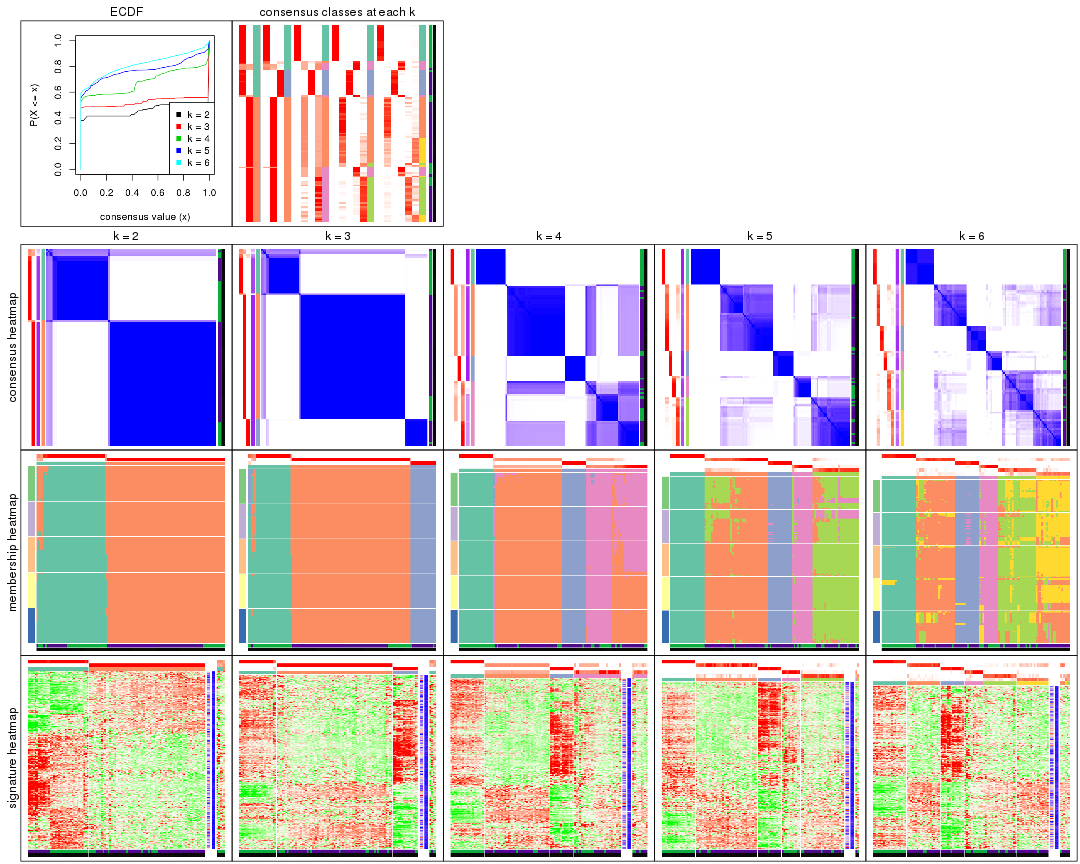 ECDF
consensus classes at each k
P(X <= x)
0.0
0.2
0.4
0.6
0.8
1.0
k = 2
k = 3
k = 4
k = 5
k = 6
0.0 0.2 0.4 0.6 0.8 1.0
consensus value (x)
k = 2
k = 3
k = 4
k = 5
k = 6
consensus heatmap
membership heatmap
signature heatmap